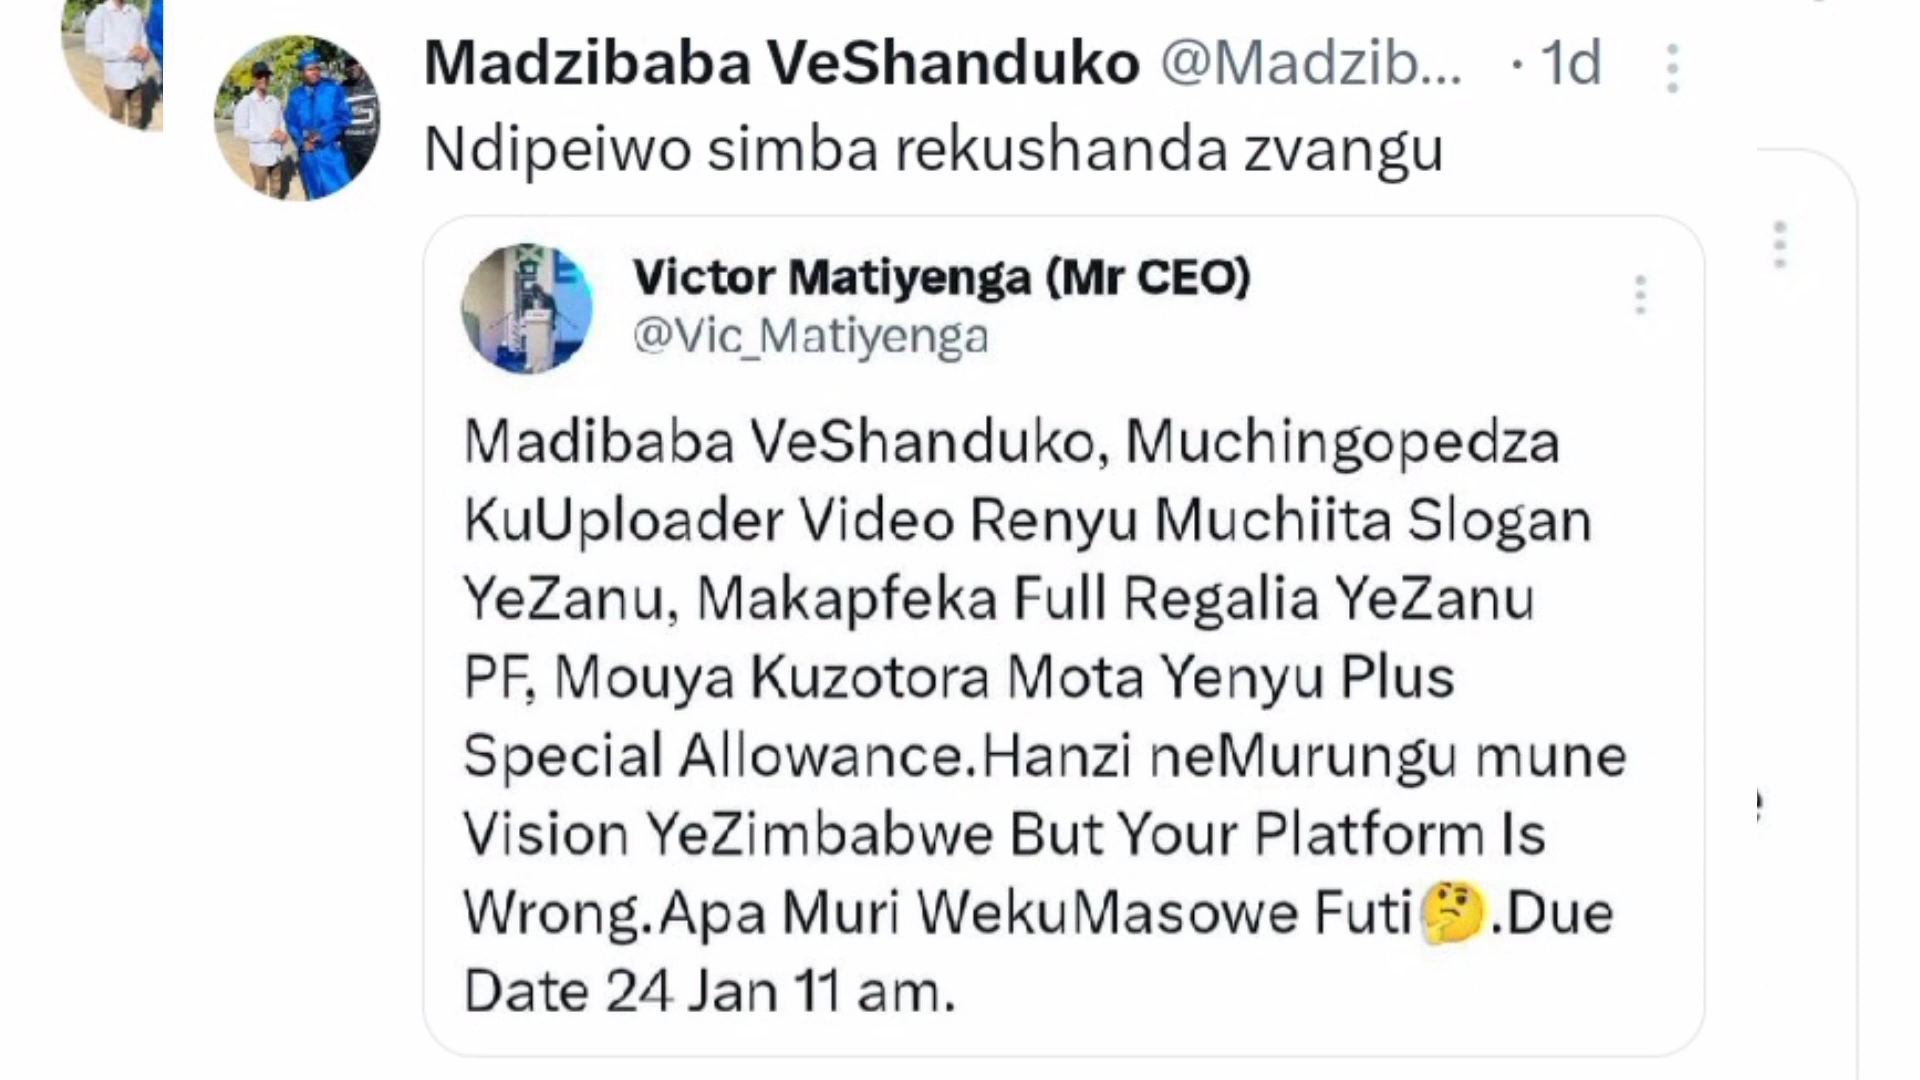 Madzibaba VeShanduko @Madzib... · 1d
Ndipeiwo simba rekushanda zvangu
Victor Matiyenga (Mr CEO)
@Vic_Matiyenga
Madibaba VeShanduko, Muchingopedza
KuUploader Video Renyu Muchiita Slogan
YeZanu, Makapfeka Full Regalia YeZanu
PF, Mouya Kuzotora Mota Yenyu Plus
Special Allowance.Hanzi neMurungu mune
Vision YeZimbabwe But Your Platform Is
Wrong.Apa Muri WekuMasowe Futi🤔.Due
Date 24 Jan 11 am.